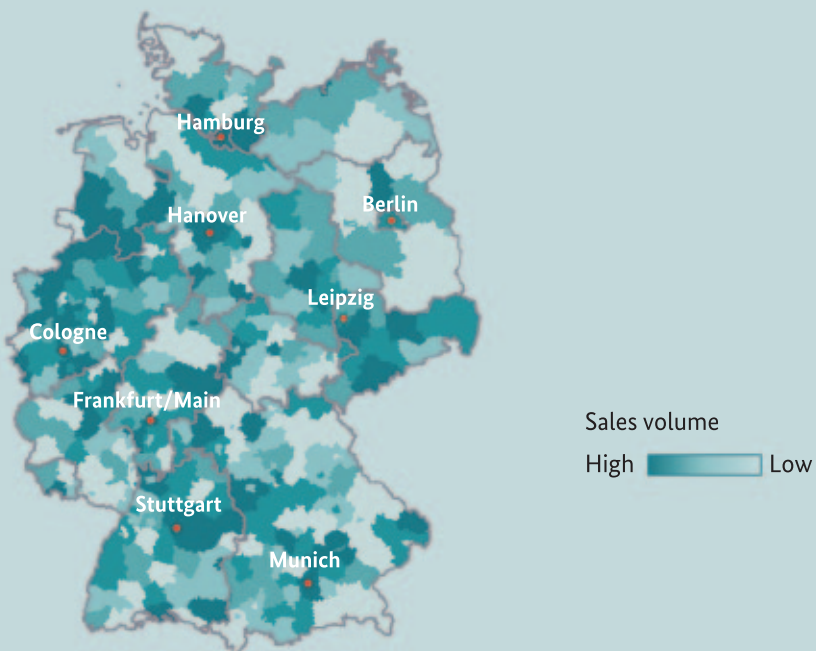 Hamburg
Berlin
Hanover
Leipzig
Cologne
Frankfurt/Main
Sales volume
High Low
Stuttgart
Munich